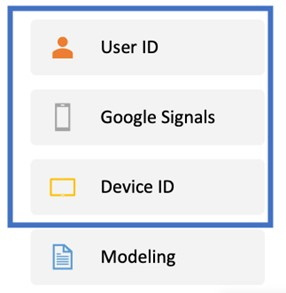 User ID
Google Signals
Device ID
Modeling